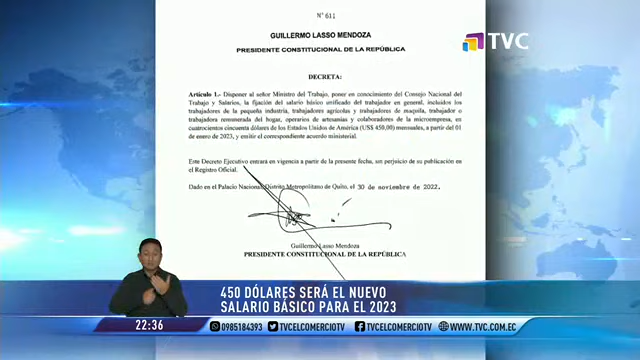 N° 611
GUILLERMO LASSO MENDOZA
PRESIDENTE CONSTITUCIONAL DE LA REPÚBLICA
TVC
DECRETA:
Artículo 1.- Disponer al señor Ministro del Trabajo, poner en conocimiento del Consejo Nacional del
Trabajo y Salarios, la fijación del salario básico unificado del trabajador en general, incluidos los
trabajadores de la pequeña industria, trabajadores agrícolas y trabajadores de maquila, trabajador o
trabajadora remunerada del hogar, operarios de artesanías y colaboradores de la microempresa, en
cuatrocientos cincuenta dólares de los Estados Unidos de América (US$ 450,00) mensuales, a partir del 01
de enero de 2023, y emitir el correspondiente acuerdo ministerial.
Este Decreto Ejecutivo entrará en vigencia a partir de la presente fecha, sin perjuicio de su publicación
en el Registro Oficial.
Dado en el Palacio Nacional, Distrito Metropolitano de Quito, el 30 de noviembre de 2022.
Guillermo Lasso Mendoza
PRESIDENTE CONSTITUCIONAL DE LA REPÚBLICA
450 DÓLARES SERÁ EL NUEVO
SALARIO BÁSICO PARA EL 2023
22:36 0985184393 TVCELCOMERCIO TVCELCOMERCIOTV WWW.TVC.COM.EC